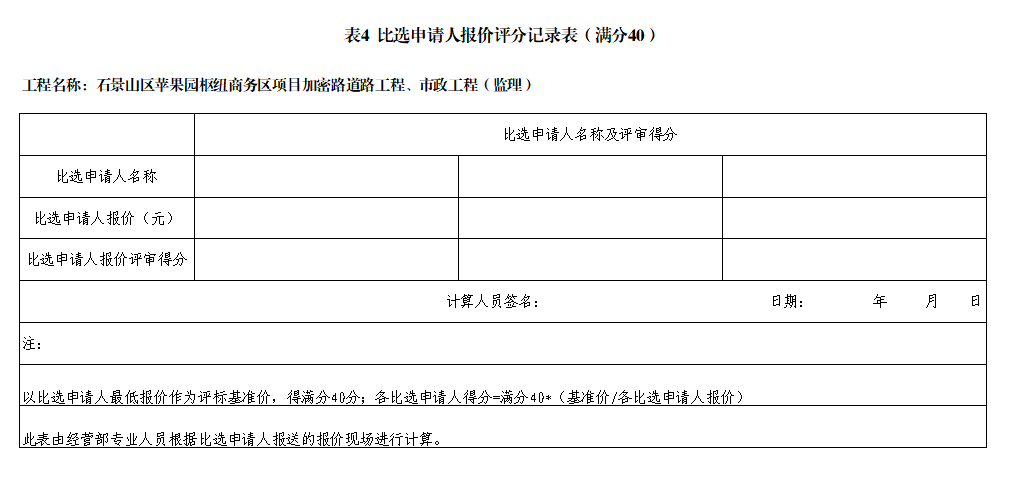 表4 比选申请人报价评分记录表（满分40）
工程名称：石景山区苹果园枢纽商务区项目加密路道路工程、市政工程（监理）
比选申请人名称及评审得分
比选申请人名称
比选申请人报价（元）
比选申请人报价评审得分
计算人员签名： 日期： 年 月 日
注：
以比选申请人最低报价作为评标基准价，得满分40分；各比选申请人得分=满分40*（基准价/各比选申请人报价）
此表由经营部专业人员根据比选申请人报送的报价现场进行计算。